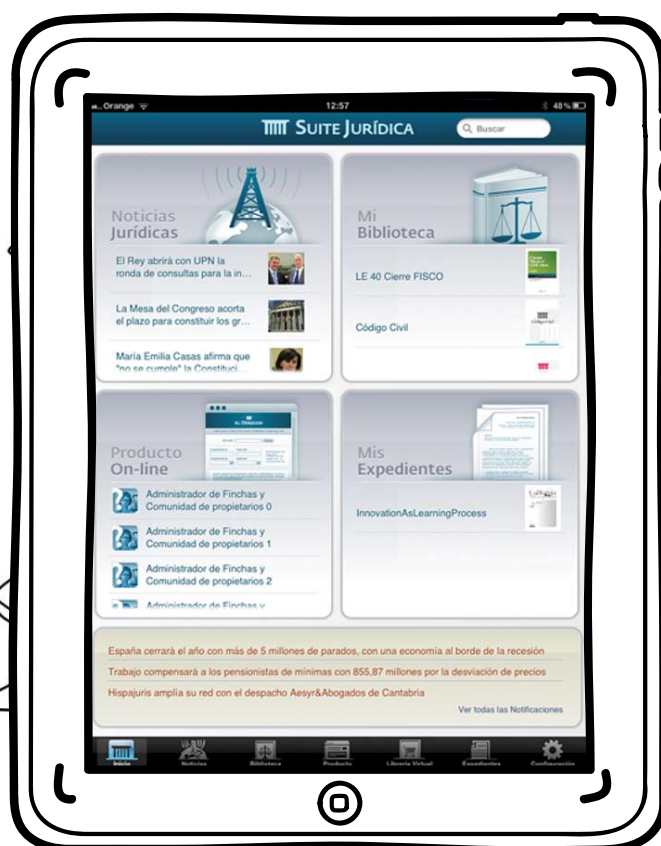 Orange
12:57
48 %
SUITE JURÍDICA
Buscar
Noticias
Jurídicas
El Rey abrirá con UPN la
ronda de consultas para la in...
La Mesa del Congreso acorta
el plazo para constituir los gr...
María Emilia Casas afirma que
"no se cumple" la Constituci...
Mi
Biblioteca
LE 40 Cierre FISCO
Código Civil
Producto
On-line
EL DERECHO
Administrador de Finchas y
Comunidad de propietarios 0
Administrador de Finchas y
Comunidad de propietarios 1
Administrador de Finchas y
Comunidad de propietarios 2
Administrador de Finchas y
Mis
Expedientes
InnovationAsLearningProcess
España cerrará el año con más de 5 millones de parados, con una economía al borde de la recesión
Trabajo compensará a los pensionistas de mínimas con 855,87 millones por la desviación de precios
Hispajuris amplía su red con el despacho Aesyr&Abogados de Cantabria
Ver todas las Notificaciones
Inicio
Noticias
Biblioteca
Producto
Librería Virtual
Expedientes
Configuración